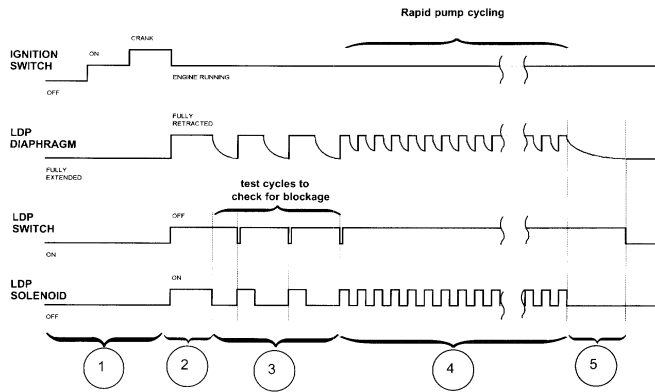 Rapid pump cycling
CRANK
IGNITION
SWITCH
ON
OFF
ENGINE RUNNING
FULLY
RETRACTED
LDP
DIAPHRAGM
FULLY
EXTENDED
test cycles to
check for blockage
LDP
SWITCH
OFF
ON
LDP
SOLENOID
ON
OFF
1
2
3
4
5